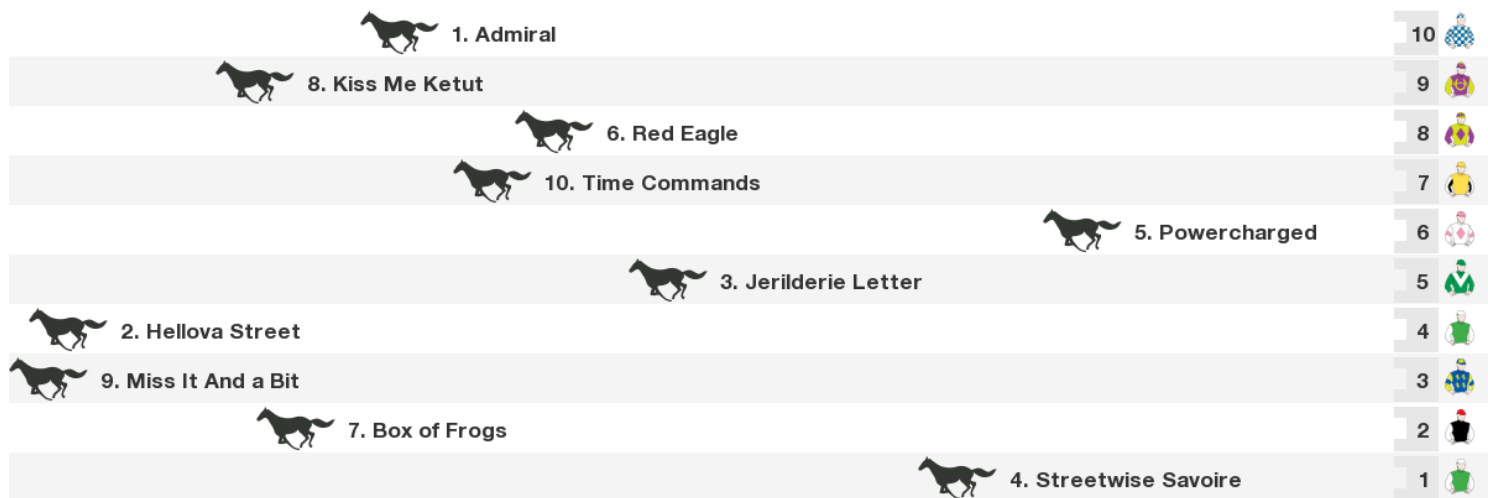 1. Admiral 10
8. Kiss Me Ketut 9
6. Red Eagle 8
10. Time Commands 7
5. Powercharged 6
3. Jerilderie Letter 5
2. Hellova Street 4
9. Miss It And a Bit 3
7. Box of Frogs 2
4. Streetwise Savoire 1